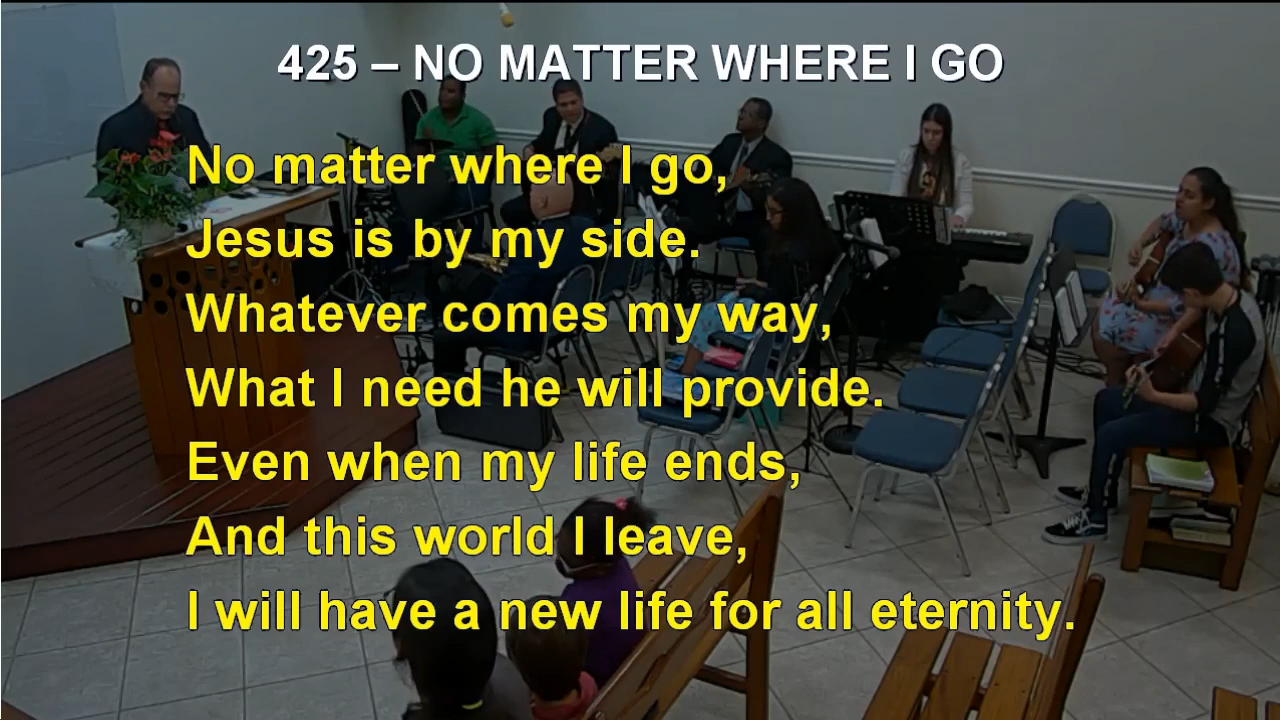 425 – NO MATTER WHERE I GO
No matter where I go,
Jesus is by my side.
Whatever comes my way,
What I need he will provide.
Even when my life ends,
And this world I leave,
I will have a new life for all eternity.